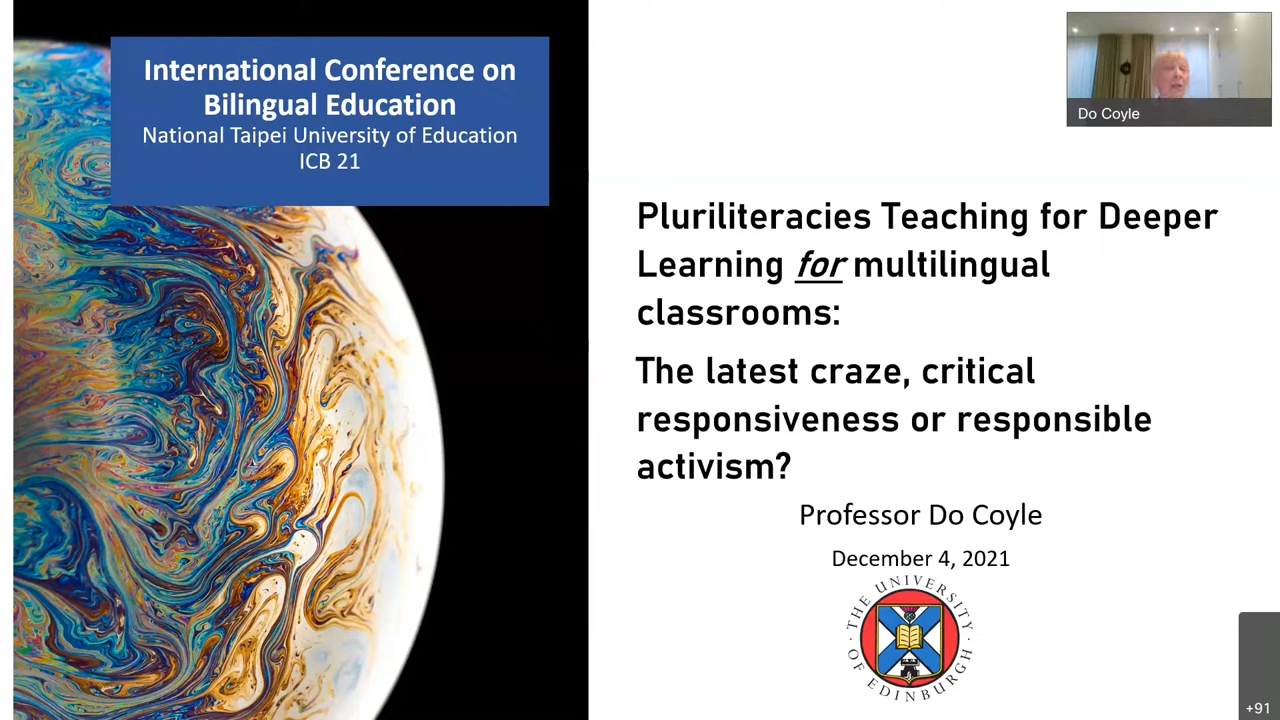 International Conference on
Bilingual Education
National Taipei University of Education
ICB 21
Do Coyle
Pluriliteracies Teaching for Deeper
Learning for multilingual
classrooms:
The latest craze, critical
responsiveness or responsible
activism?
Professor Do Coyle
December 4, 2021
THE UNIVERSITY
OF EDINBURGH
+91